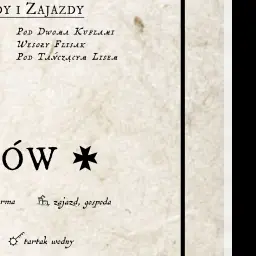 DY I ZAJAZDY
POD DWOMA KUFLAMI
WESOŁY FLISAK
POD TAŃCZĄCYM LISEM
ÓW ✠
rma zajazd, gospoda
tartak wodny